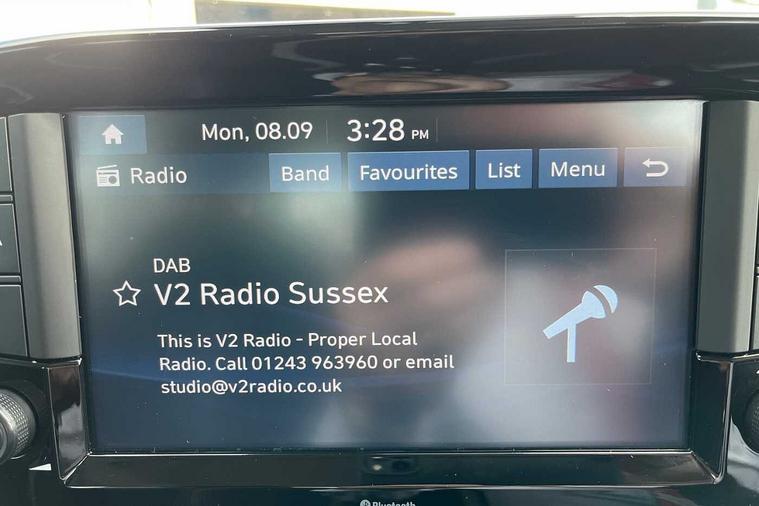 Mon, 08.09 3:28 PM
Radio Band Favourites List Menu
DAB
V2 Radio Sussex
This is V2 Radio - Proper Local
Radio. Call 01243 963960 or email
studio@v2radio.co.uk
Bluetooth